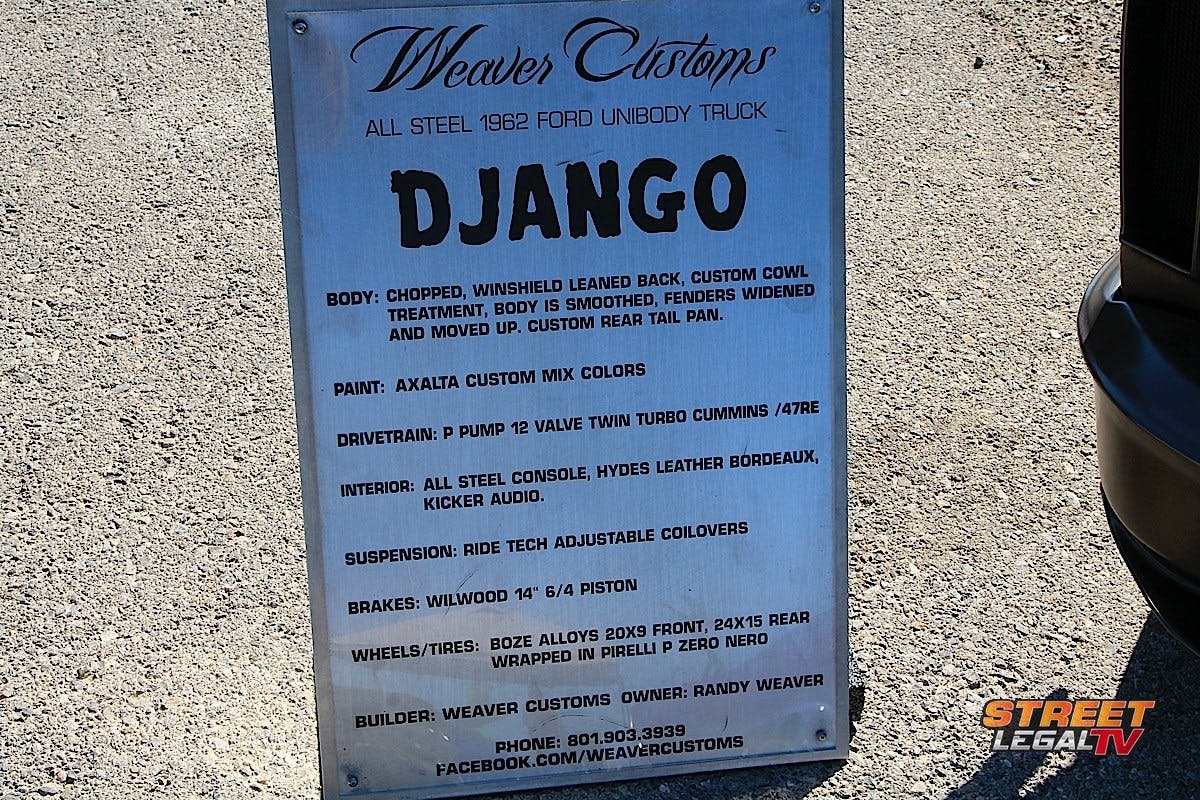 Weaver Customs
ALL STEEL 1962 FORD UNIBODY TRUCK
DJANGO
BODY: CHOPPED, WINSHIELD LEANED BACK, CUSTOM COWL
TREATMENT, BODY IS SMOOTHED, FENDERS WIDENED
AND MOVED UP. CUSTOM REAR TAIL PAN.
PAINT: AXALTA CUSTOM MIX COLORS
DRIVETRAIN: P PUMP 12 VALVE TWIN TURBO CUMMINS /47RE
INTERIOR: ALL STEEL CONSOLE, HYDES LEATHER BORDEAUX,
KICKER AUDIO.
SUSPENSION: RIDE TECH ADJUSTABLE COILOVERS
BRAKES: WILWOOD 14" 6/4 PISTON
WHEELS/TIRES: BOZE ALLOYS 20X9 FRONT, 24X15 REAR
WRAPPED IN PIRELLI P ZERO NERO
BUILDER: WEAVER CUSTOMS OWNER: RANDY WEAVER
PHONE: 801.903.3939
FACEBOOK.COM/WEAVERCUSTOMS
STREET
LEGALTV